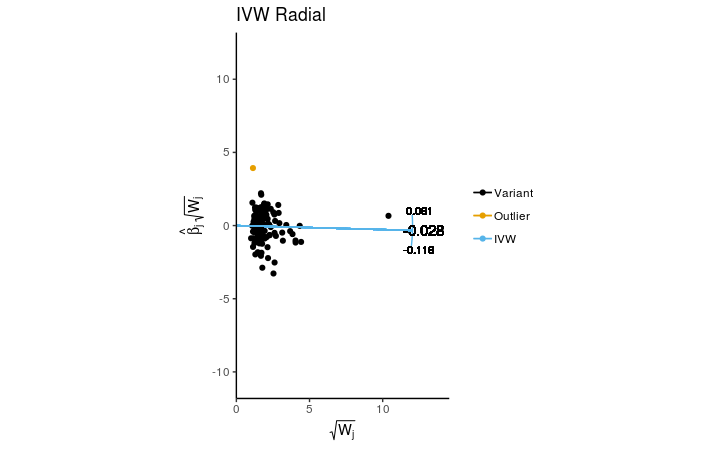 IVW Radial
10
5
0
-5
-10
0 5 10
β̂j√Wj
√Wj
0.061
-0.028
-0.116
Variant
Outlier
IVW